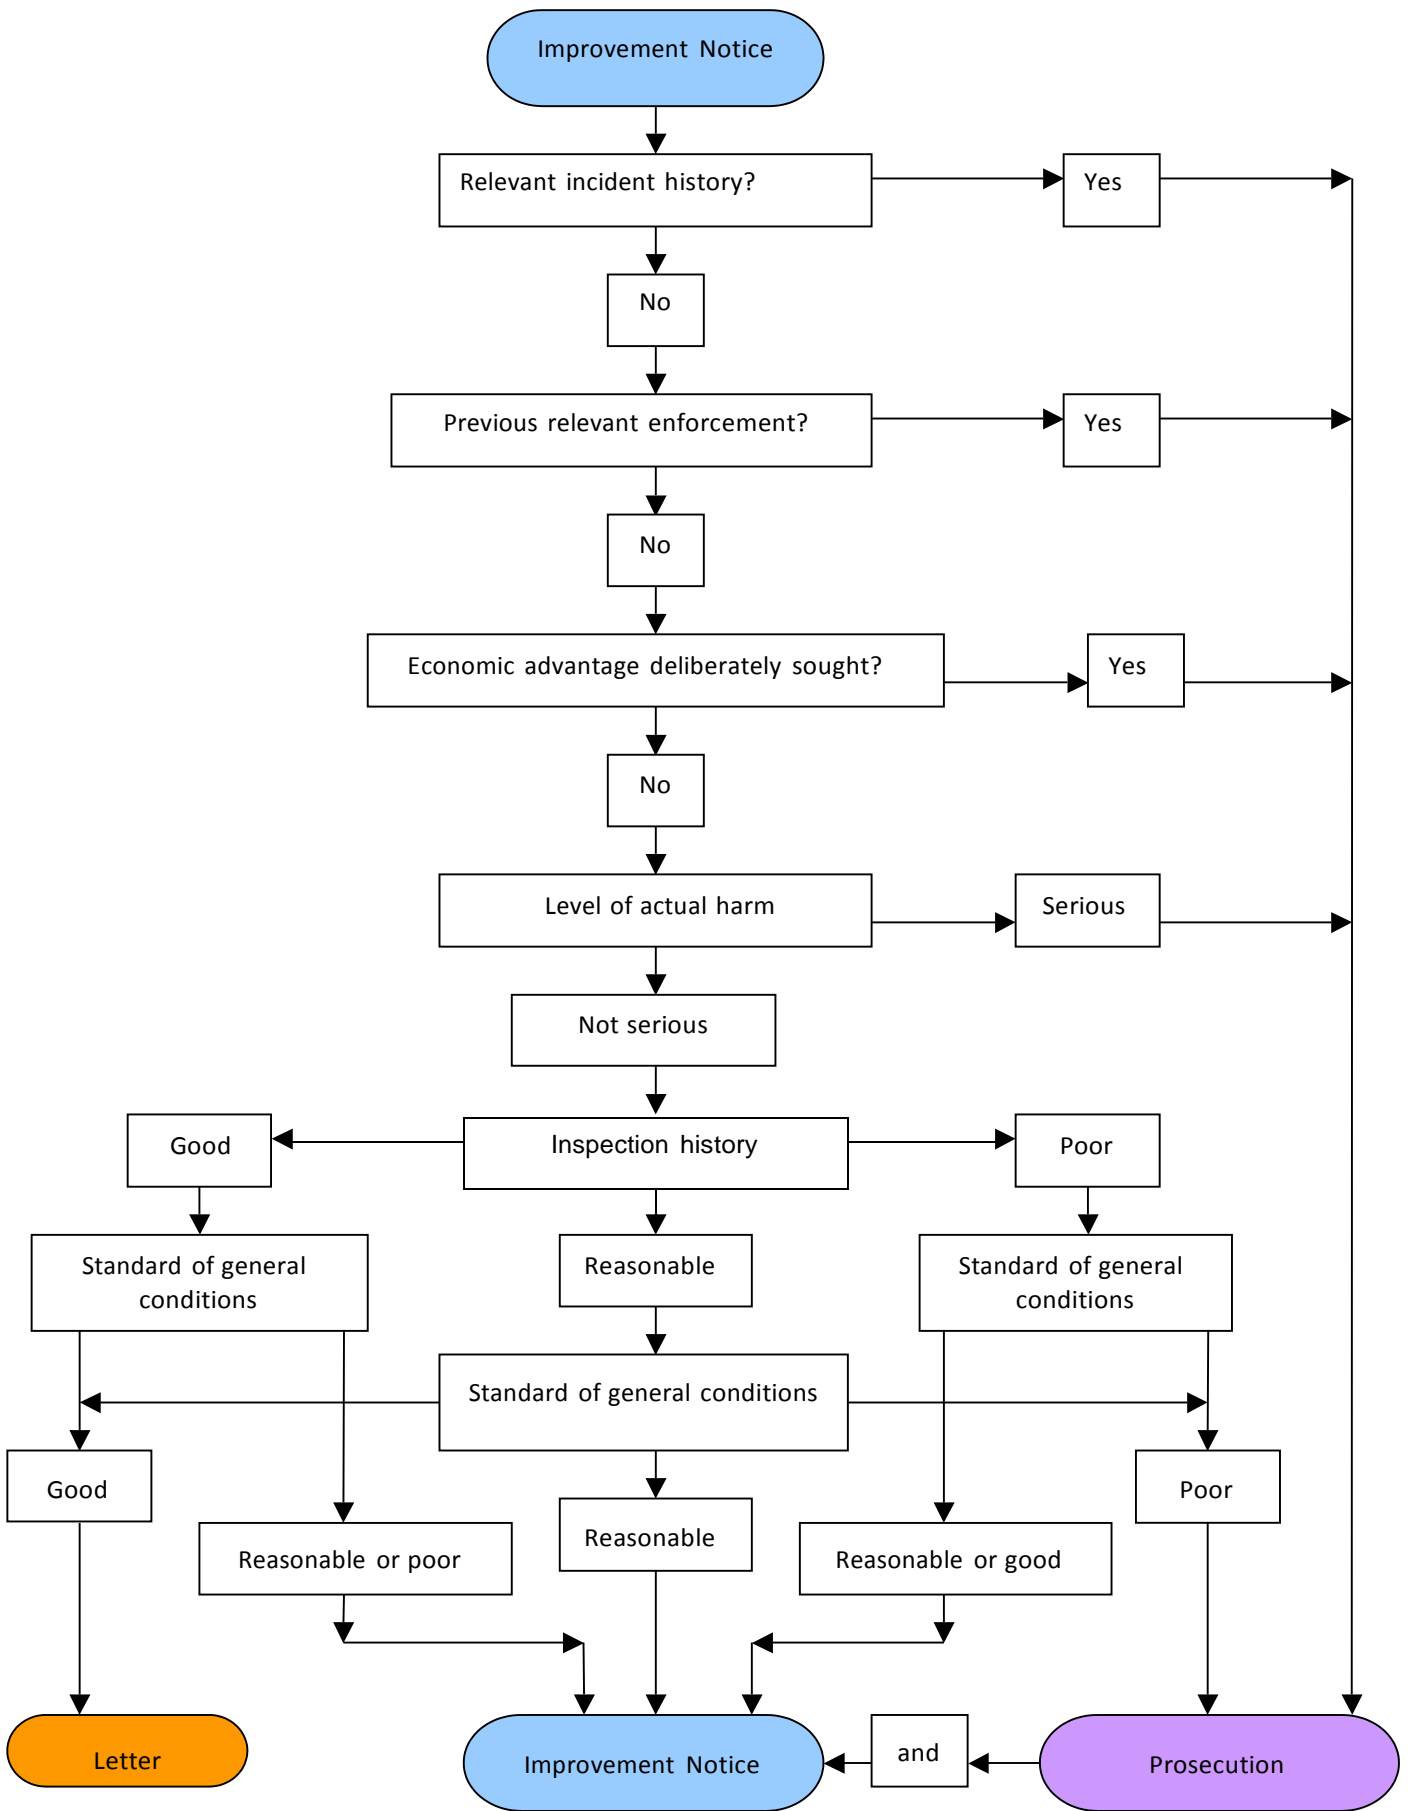 Improvement Notice
Relevant incident history?
Yes
No
Previous relevant enforcement?
Yes
No
Economic advantage deliberately sought?
Yes
No
Level of actual harm
Serious
Not serious
Good
Inspection history
Poor
Standard of general
conditions
Reasonable
Standard of general
conditions
Standard of general conditions
Good
Reasonable or poor
Reasonable
Reasonable or good
Poor
Letter
Improvement Notice
and
Prosecution